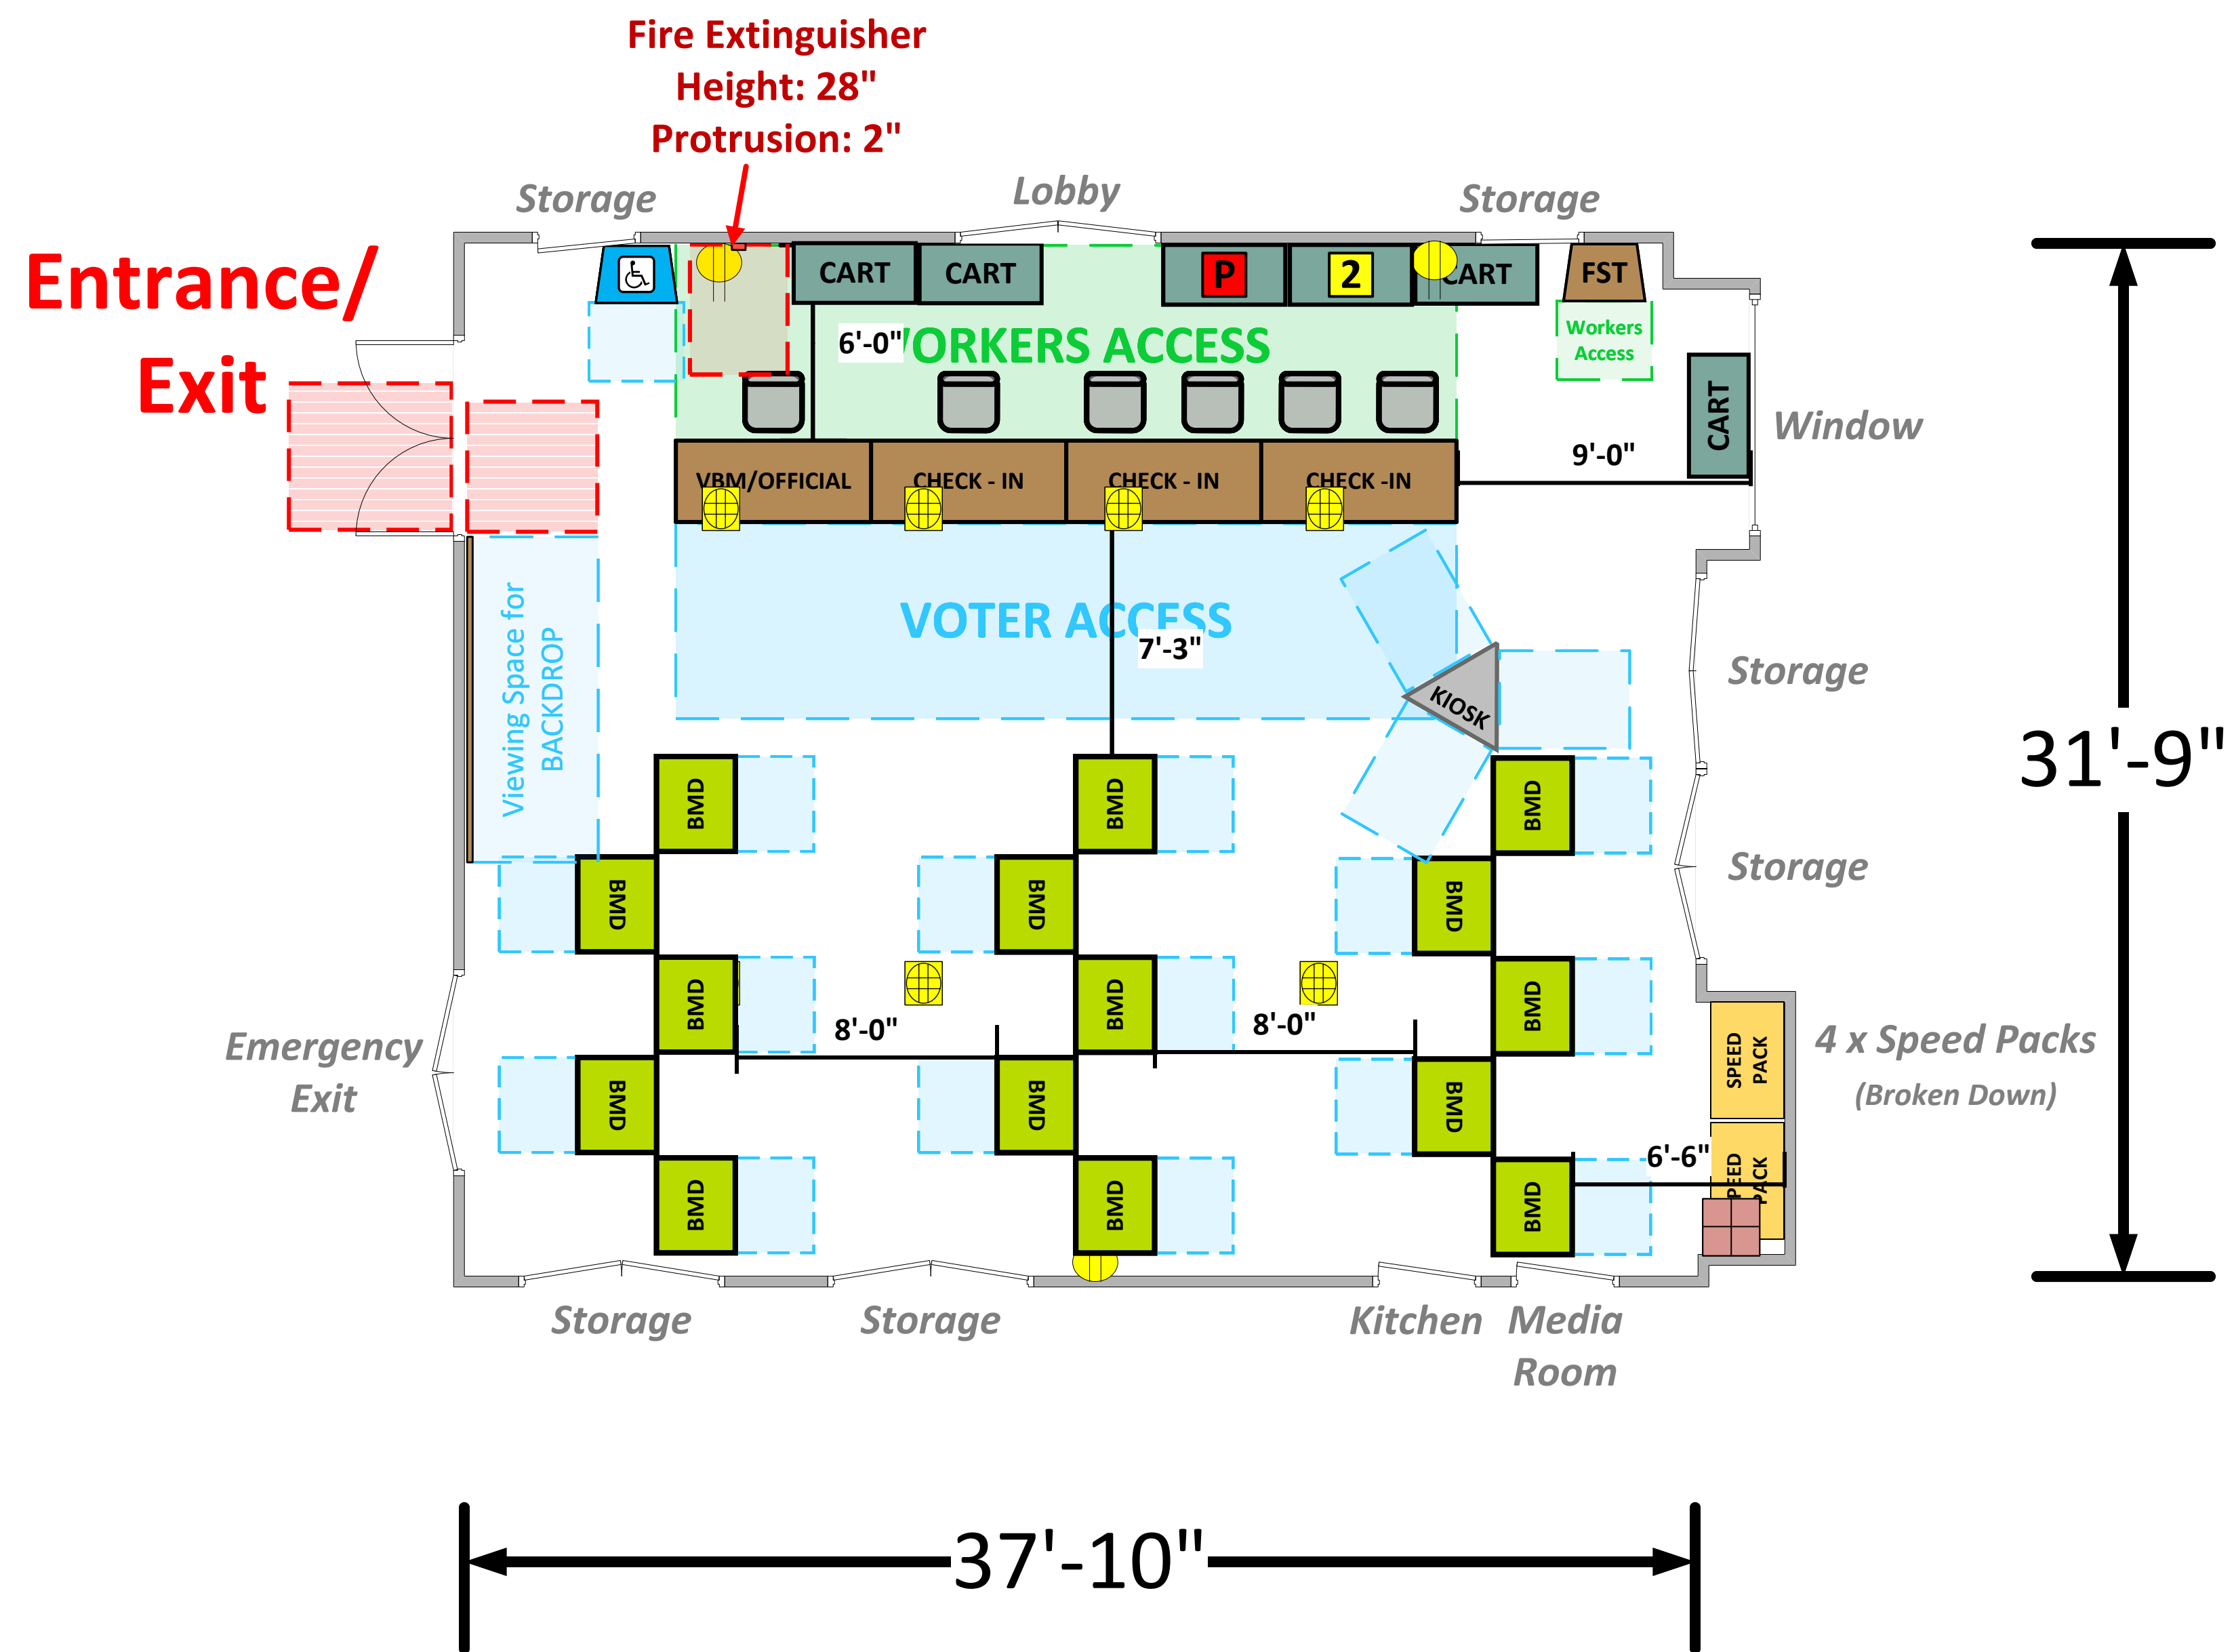 Fire Extinguisher
Height: 28"
Protrusion: 2"
Storage
Lobby
Storage
Entrance/
Exit
CART
CART
P
2
CART
FST
WORKERS ACCESS
6'-0"
Workers
Access
CART
Window
9'-0"
VBM/OFFICIAL
CHECK - IN
CHECK - IN
CHECK -IN
Viewing Space for
BACKDROP
VOTER ACCESS
7'-3"
KIOSK
Storage
31'-9"
BMD
BMD
BMD
Storage
BMD
BMD
BMD
BMD
BMD
BMD
8'-0"
8'-0"
Emergency
Exit
SPEED
PACK
4 x Speed Packs
(Broken Down)
BMD
BMD
BMD
6'-6"
SPEED
PACK
BMD
BMD
BMD
Storage
Storage
Kitchen
Media
Room
37'-10"